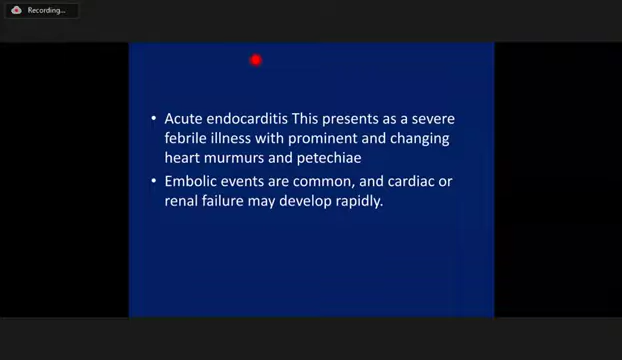 Recording...
• Acute endocarditis This presents as a severe
febrile illness with prominent and changing
heart murmurs and petechiae
• Embolic events are common, and cardiac or
renal failure may develop rapidly.